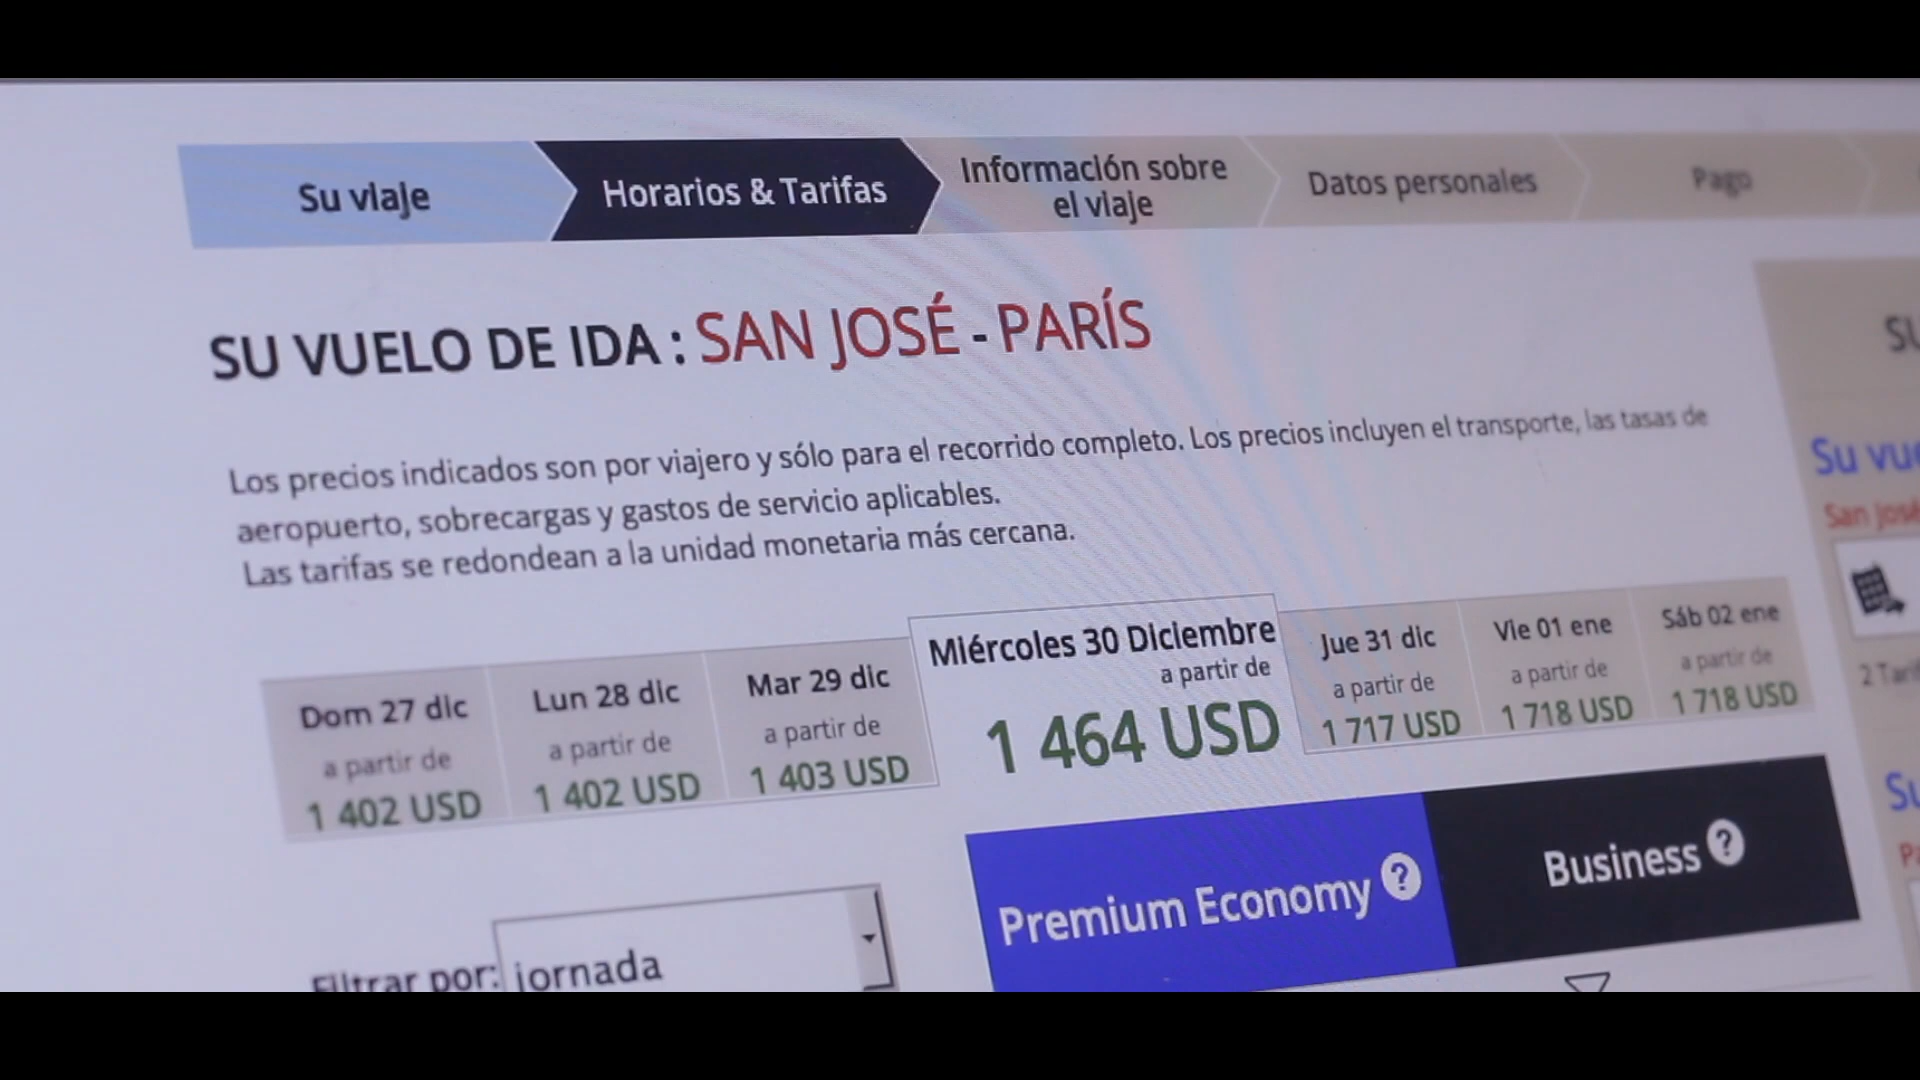 Su viaje
Horarios & Tarifas
Información sobre
el viaje
Datos personales
Pago
SU VUELO DE IDA : SAN JOSÉ - PARÍS
Los precios indicados son por viajero y sólo para el recorrido completo. Los precios incluyen el transporte, las tasas de
aeropuerto, sobrecargas y gastos de servicio aplicables.
Las tarifas se redondean a la unidad monetaria más cercana.
Dom 27 dic
a partir de
1 402 USD
Lun 28 dic
a partir de
1 402 USD
Mar 29 dic
a partir de
1 403 USD
Miércoles 30 Diciembre
a partir de
1 464 USD
Jue 31 dic
a partir de
1 717 USD
Vie 01 ene
a partir de
1 718 USD
Sáb 02 ene
a partir de
1 718 USD
Premium Economy ?
Business ?
Filtrar por: jornada
Su
San José